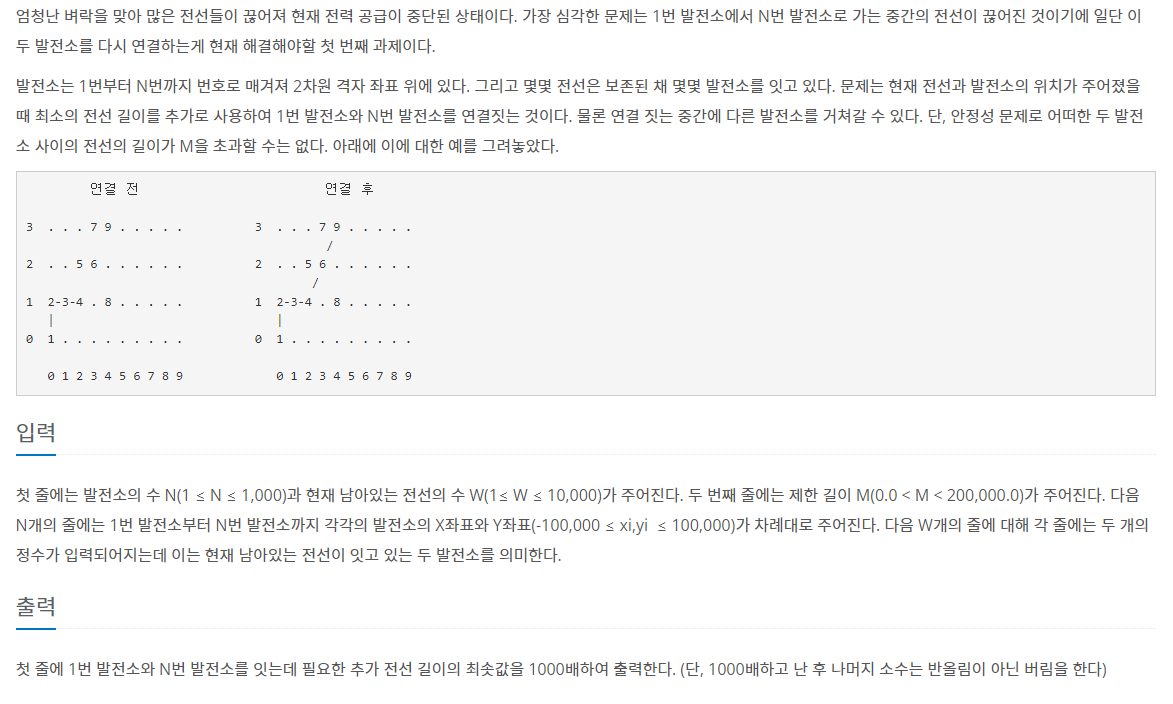 엄청난 벼락을 맞아 많은 전선들이 끊어져 현재 전력 공급이 중단된 상태이다. 가장 심각한 문제는 1번 발전소에서 N번 발전소로 가는 중간의 전선이 끊어진 것이기에 일단 이
두 발전소를 다시 연결하는게 현재 해결해야할 첫 번째 과제이다.
발전소는 1번부터 N번까지 번호로 매겨져 2차원 격자 좌표 위에 있다. 그리고 몇몇 전선은 보존된 채 몇몇 발전소를 잇고 있다. 문제는 현재 전선과 발전소의 위치가 주어졌을
때 최소의 전선 길이를 추가로 사용하여 1번 발전소와 N번 발전소를 연결짓는 것이다. 물론 연결 짓는 중간에 다른 발전소를 거쳐갈 수 있다. 단, 안정성 문제로 어떠한 두 발전
소 사이의 전선의 길이가 M을 초과할 수는 없다. 아래에 이에 대한 예를 그려놓았다.
연결 전 연결 후
3 . . . 7 9 . . . . . 3 . . . 7 9 . . . . .
/
2 . . 5 6 . . . . . . 2 . . 5 6 . . . . . .
/
1 2-3-4 . 8 . . . . . 1 2-3-4 . 8 . . . . .
| |
0 1 . . . . . . . . . 0 1 . . . . . . . . .
0 1 2 3 4 5 6 7 8 9 0 1 2 3 4 5 6 7 8 9
입력
첫 줄에는 발전소의 수 N(1 ≤ N ≤ 1,000)과 현재 남아있는 전선의 수 W(1≤ W ≤ 10,000)가 주어진다. 두 번째 줄에는 제한 길이 M(0.0 < M < 200,000.0)가 주어진다. 다음
N개의 줄에는 1번 발전소부터 N번 발전소까지 각각의 발전소의 X좌표와 Y좌표(-100,000 ≤ xi,yi ≤ 100,000)가 차례대로 주어진다. 다음 W개의 줄에 대해 각 줄에는 두 개의
정수가 입력되어지는데 이는 현재 남아있는 전선이 잇고 있는 두 발전소를 의미한다.
출력
첫 줄에 1번 발전소와 N번 발전소를 잇는데 필요한 추가 전선 길이의 최솟값을 1000배하여 출력한다. (단, 1000배하고 난 후 나머지 소수는 반올림이 아닌 버림을 한다)